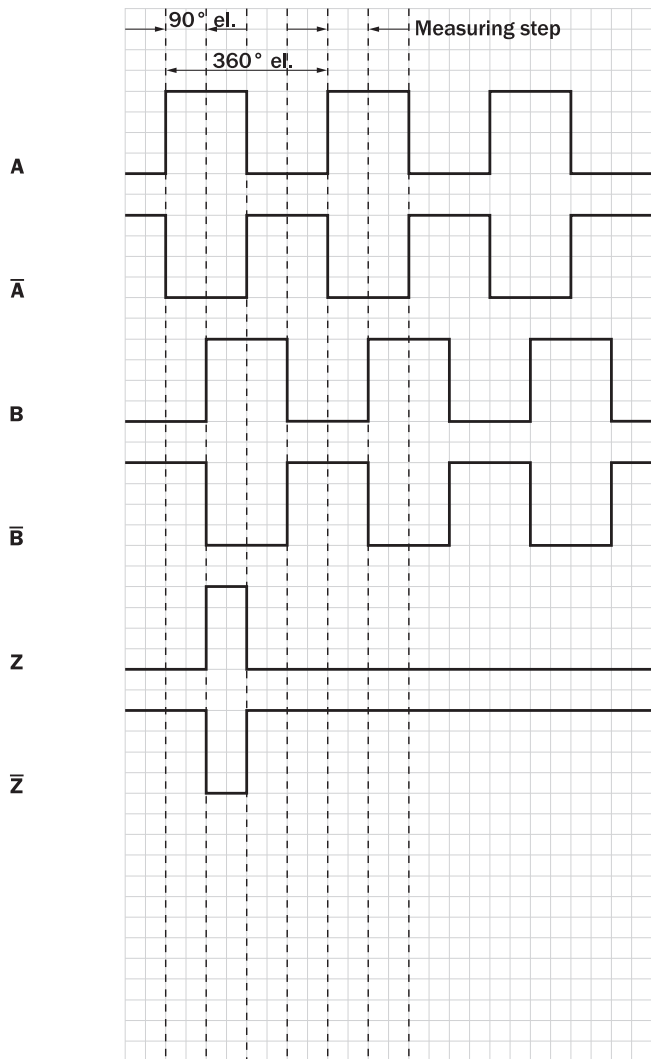 90° el.
Measuring step
360° el.
A
A̅
B
B̅
Z
Z̅